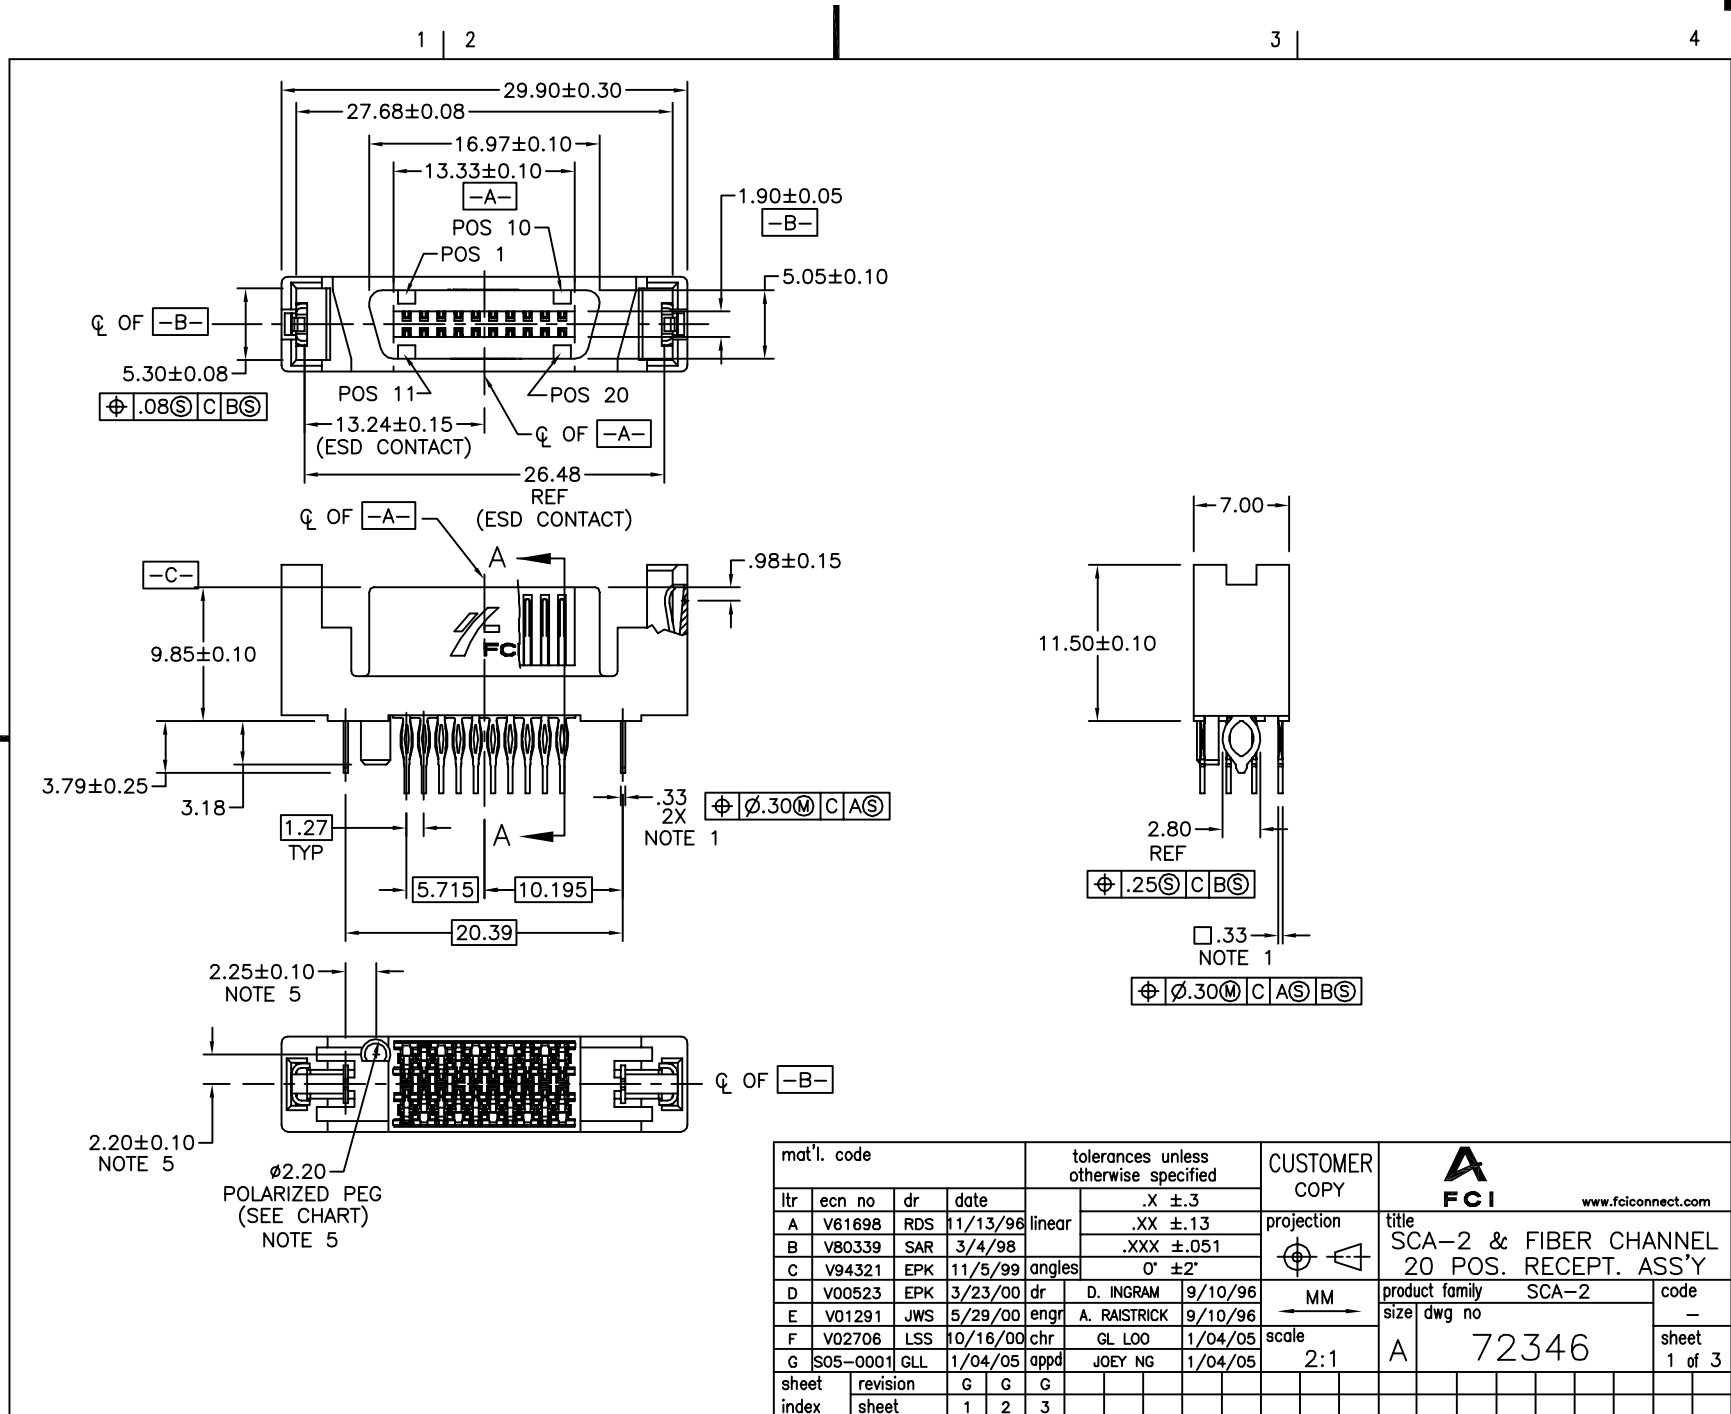 1 2 3 4
29.90±0.30
27.68±0.08
16.97±0.10
13.33±0.10
-A-
1.90±0.05
-B-
POS 10
POS 1
5.05±0.10
℄ OF -B-
5.30±0.08
⌖ .08Ⓢ C BⓈ
POS 11
POS 20
13.24±0.15
(ESD CONTACT)
℄ OF -A-
26.48
REF
(ESD CONTACT)
℄ OF -A-
A
.98±0.15
-C-
FCI
9.85±0.10
3.79±0.25
3.18
1.27
TYP
A
.33
2X
NOTE 1
⌖ Ø.30Ⓜ C AⓈ
5.715
10.195
20.39
7.00
11.50±0.10
2.80
REF
⌖ .25Ⓢ C BⓈ
□.33
NOTE 1
⌖ Ø.30Ⓜ C AⓈ BⓈ
2.25±0.10
NOTE 5
℄ OF -B-
2.20±0.10
NOTE 5
ø2.20
POLARIZED PEG
(SEE CHART)
NOTE 5
mat'l. code
tolerances unless
otherwise specified
CUSTOMER
COPY
FCI
www.fciconnect.com
ltr ecn no dr date
linear
.X ±.3
.XX ±.13
.XXX ±.051
angles 0° ±2°
A V61698 RDS 11/13/96
B V80339 SAR 3/4/98
C V94321 EPK 11/5/99
D V00523 EPK 3/23/00
E V01291 JWS 5/29/00
F V02706 LSS 10/16/00
G S05-0001 GLL 1/04/05
dr D. INGRAM 9/10/96
engr A. RAISTRICK 9/10/96
chr GL LOO 1/04/05
appd JOEY NG 1/04/05
projection
MM
scale
2:1
title
SCA-2 & FIBER CHANNEL
20 POS. RECEPT. ASS'Y
product family SCA-2
code
-
size dwg no
A 72346
sheet
1 of 3
sheet revision G G G
index sheet 1 2 3